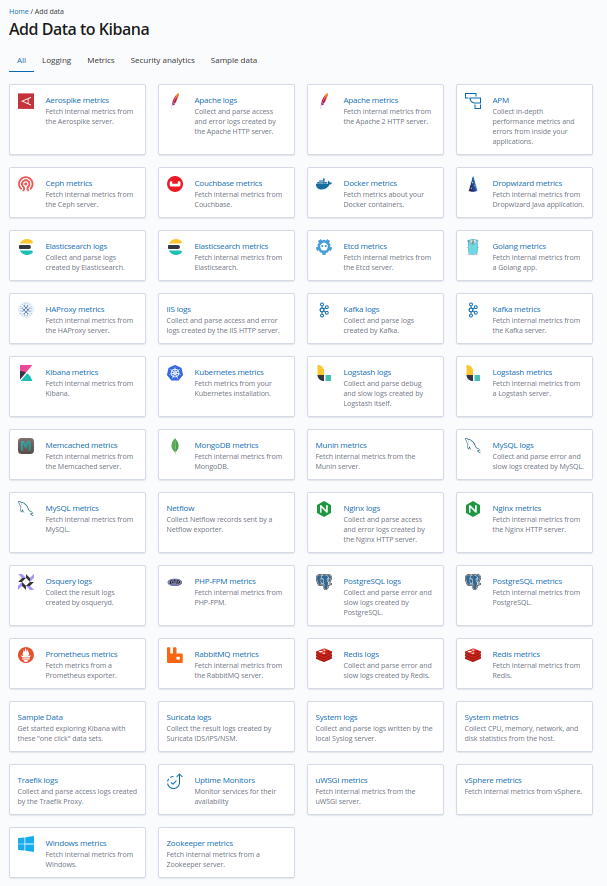 Home / Add data
Add Data to Kibana
All Logging Metrics Security analytics Sample data
Aerospike metrics
Fetch internal metrics from
the Aerospike server.
Apache logs
Collect and parse access
and error logs created by
the Apache HTTP server.
Apache metrics
Fetch internal metrics from
the Apache 2 HTTP server.
APM
Collect in-depth
performance metrics and
errors from inside your
applications.
Ceph metrics
Fetch internal metrics from
the Ceph server.
Couchbase metrics
Fetch internal metrics from
Couchbase.
Docker metrics
Fetch metrics about your
Docker containers.
Dropwizard metrics
Fetch internal metrics from
Dropwizard Java application.
Elasticsearch logs
Collect and parse logs
created by Elasticsearch.
Elasticsearch metrics
Fetch internal metrics from
Elasticsearch.
Etcd metrics
Fetch internal metrics from
the Etcd server.
Golang metrics
Fetch internal metrics from
a Golang app.
HAProxy metrics
Fetch internal metrics from
the HAProxy server.
IIS logs
Collect and parse access and error
logs created by the IIS HTTP server.
Kafka logs
Collect and parse logs
created by Kafka.
Kafka metrics
Fetch internal metrics from
the Kafka server.
Kibana metrics
Fetch internal metrics from
Kibana.
Kubernetes metrics
Fetch metrics from your
Kubernetes installation.
Logstash logs
Collect and parse debug
and slow logs created by
Logstash itself.
Logstash metrics
Fetch internal metrics from
a Logstash server.
Memcached metrics
Fetch internal metrics from
the Memcached server.
MongoDB metrics
Fetch internal metrics from
MongoDB.
Munin metrics
Fetch internal metrics from the
Munin server.
MySQL logs
Collect and parse error and
slow logs created by MySQL.
MySQL metrics
Fetch internal metrics from
MySQL.
Netflow
Collect Netflow records sent by a
Netflow exporter.
Nginx logs
Collect and parse access
and error logs created by
the Nginx HTTP server.
Nginx metrics
Fetch internal metrics from
the Nginx HTTP server.
Osquery logs
Collect the result logs
created by osqueryd.
PHP-FPM metrics
Fetch internal metrics from
PHP-FPM.
PostgreSQL logs
Collect and parse error and
slow logs created by
PostgreSQL.
PostgreSQL metrics
Fetch internal metrics from
PostgreSQL.
Prometheus metrics
Fetch metrics from a
Prometheus exporter.
RabbitMQ metrics
Fetch internal metrics from
the RabbitMQ server.
Redis logs
Collect and parse error and
slow logs created by Redis.
Redis metrics
Fetch internal metrics from
Redis.
Sample Data
Get started exploring Kibana with
these "one click" data sets.
Suricata logs
Collect the result logs created by
Suricata IDS/IPS/NSM.
System logs
Collect and parse logs written by the
local Syslog server.
System metrics
Collect CPU, memory, network, and
disk statistics from the host.
Traefik logs
Collect and parse access logs created
by the Traefik Proxy.
Uptime Monitors
Monitor services for their
availability
uWSGI metrics
Fetch internal metrics from the
uWSGI server.
vSphere metrics
Fetch internal metrics from vSphere.
Windows metrics
Fetch internal metrics from
Windows.
Zookeeper metrics
Fetch internal metrics from a
Zookeeper server.